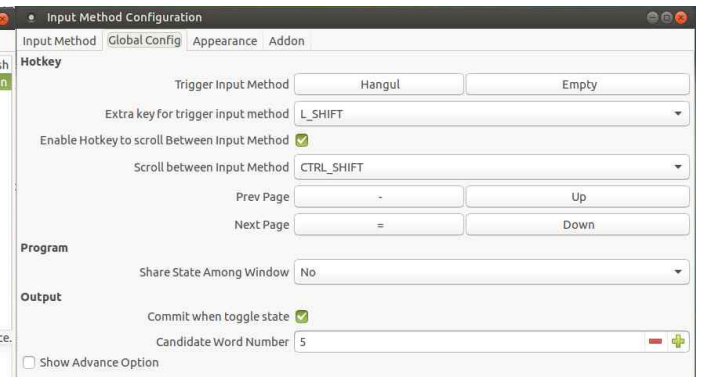 Input Method Configuration
Input Method Global Config Appearance Addon
Hotkey
Trigger Input Method Hangul Empty
Extra key for trigger input method L_SHIFT
Enable Hotkey to scroll Between Input Method
Scroll between Input Method CTRL_SHIFT
Prev Page - Up
Next Page = Down
Program
Share State Among Window No
Output
Commit when toggle state
Candidate Word Number 5
Show Advance Option